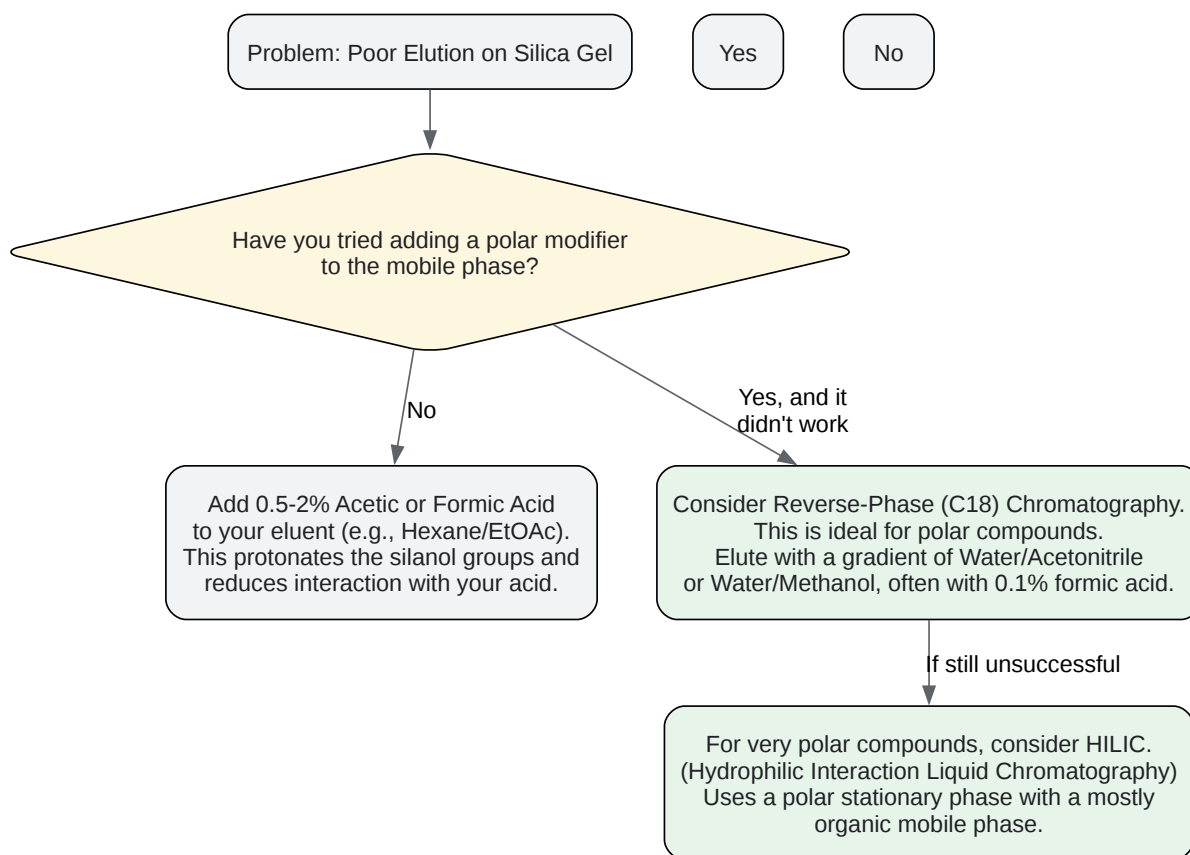 Problem: Poor Elution on Silica Gel
Yes
No
Have you tried adding a polar modifier
to the mobile phase?
No
Yes, and it
didn't work
Add 0.5-2% Acetic or Formic Acid
to your eluent (e.g., Hexane/EtOAc).
This protonates the silanol groups and
reduces interaction with your acid.
Consider Reverse-Phase (C18) Chromatography.
This is ideal for polar compounds.
Elute with a gradient of Water/Acetonitrile
or Water/Methanol, often with 0.1% formic acid.
If still unsuccessful
For very polar compounds, consider HILIC.
(Hydrophilic Interaction Liquid Chromatography)
Uses a polar stationary phase with a mostly
organic mobile phase.